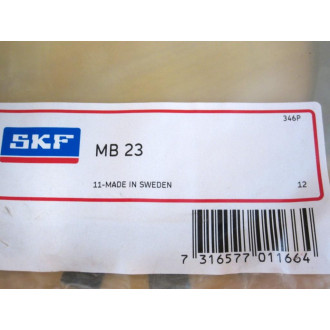 346P
SKF
MB 23
11-MADE IN SWEDEN
12
7 316577 011664